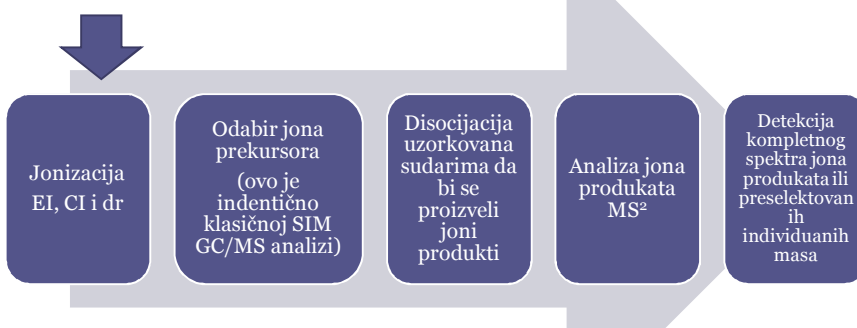 Jonizacija
EI, CI i dr
Odabir jona
prekursora
(ovo je
indentično
klasičnoj SIM
GC/MS analizi)
Disocijacija
uzorkovana
sudarima da
bi se
proizveli
joni
produkti
Analiza jona
produkata
MS²
Detekcija
kompletnog
spektra jona
produkata ili
preselektovan
ih
individuanih
masa